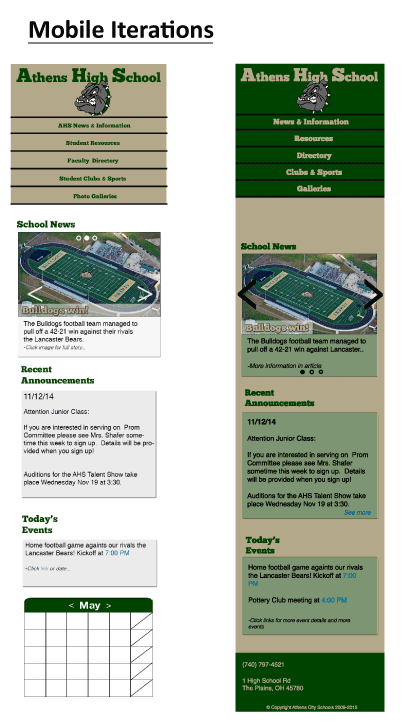 Mobile Iterations
Athens High School
AHS News & Information
Student Resources
Faculty Directory
Student Clubs & Sports
Photo Galleries
School News
Bulldogs win!
The Bulldogs football team managed to
pull off a 42-21 win against their rivals
the Lancaster Bears.
-Click image for full story...
Recent
Announcements
11/12/14
Attention Junior Class:
If you are interested in serving on Prom
Committee please see Mrs. Shafer some-
time this week to sign up. Details will be pro-
vided when you sign up!
Auditions for the AHS Talent Show take
place Wednesday Nov 19 at 3:30.
Today's
Events
Home football game againts our rivals the
Lancaster Bears! Kickoff at 7:00 PM
-Click link or date...
< May >
Athens High School
News & Information
Resources
Directory
Clubs & Sports
Galleries
School News
Bulldogs win!
The Bulldogs football team managed to
pull off a 42-21 win against Lancaster..
-More information in article
Recent
Announcements
11/12/14
Attention Junior Class:
If you are interested in serving on Prom
Committee please see Mrs. Shafer
sometime this week to sign up. Details
will be provided when you sign up!
Auditions for the AHS Talent Show take
place Wednesday Nov 19 at 3:30.
See more
Today's
Events
Home football game againts our rivals
the Lancaster Bears! Kickoff at 7:00
PM
Pottery Club meeting at 4:00 PM
-Click links for more event details and more
events
(740) 797-4521
1 High School Rd
The Plains, OH 45780
© Copyright Athens City Schools 2009-2015